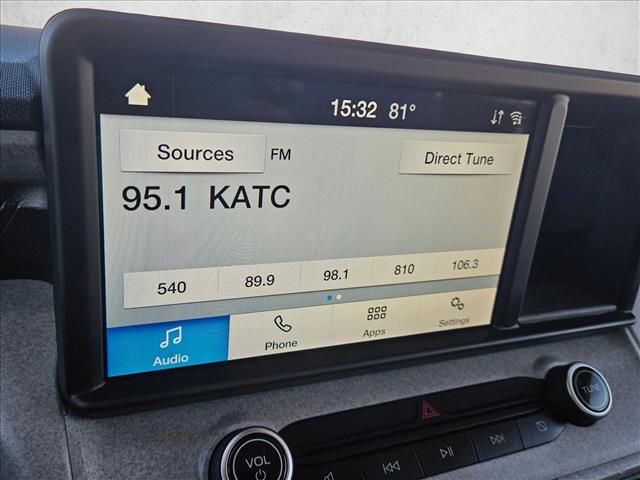 15:32 81°
Sources FM Direct Tune
95.1 KATC
540 89.9 98.1 810 106.3
Audio Phone Apps Settings
VOL TUNE